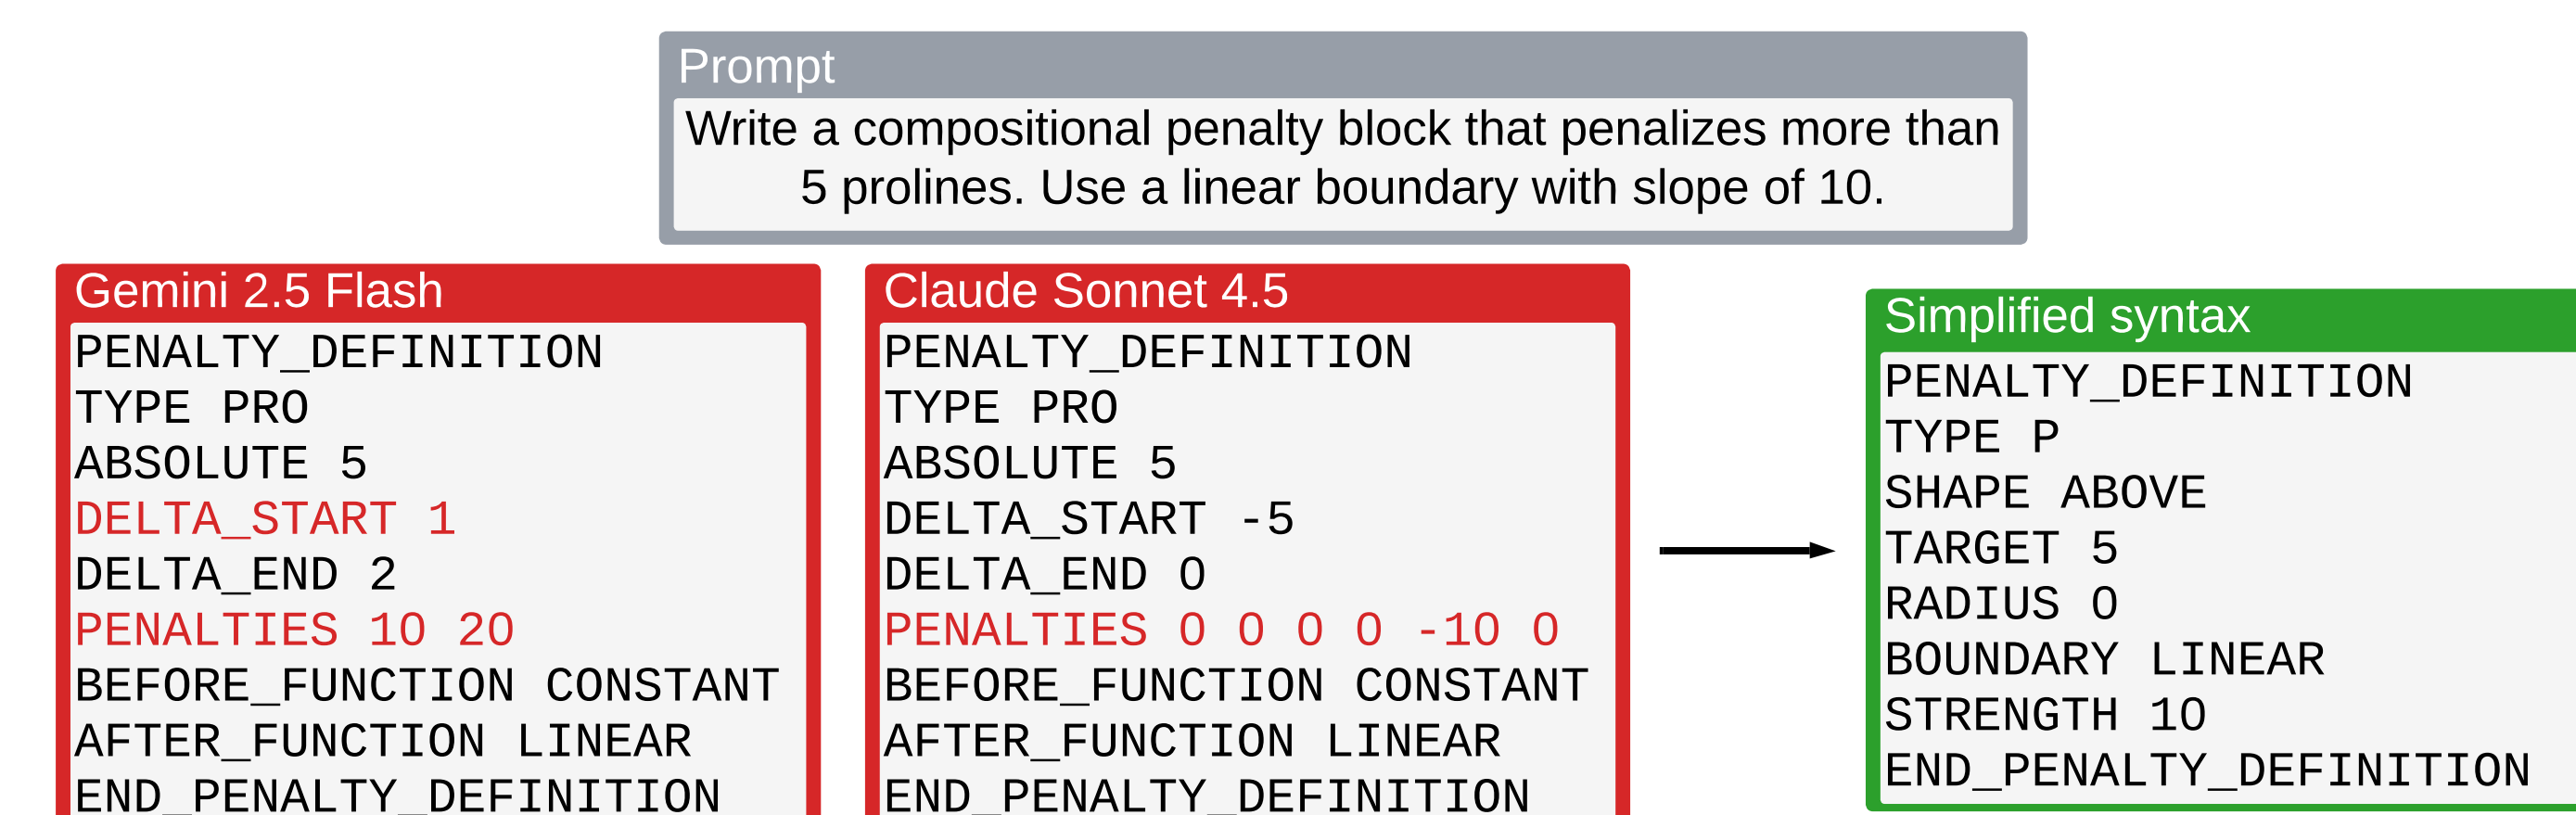 Prompt
Write a compositional penalty block that penalizes more than
5 prolines. Use a linear boundary with slope of 10.
Gemini 2.5 Flash
PENALTY_DEFINITION
TYPE PRO
ABSOLUTE 5
DELTA_START 1
DELTA_END 2
PENALTIES 10 20
BEFORE_FUNCTION CONSTANT
AFTER_FUNCTION LINEAR
END_PENALTY_DEFINITION
Claude Sonnet 4.5
PENALTY_DEFINITION
TYPE PRO
ABSOLUTE 5
DELTA_START -5
DELTA_END 0
PENALTIES 0 0 0 0 -10 0
BEFORE_FUNCTION CONSTANT
AFTER_FUNCTION LINEAR
END_PENALTY_DEFINITION
Simplified syntax
PENALTY_DEFINITION
TYPE P
SHAPE ABOVE
TARGET 5
RADIUS 0
BOUNDARY LINEAR
STRENGTH 10
END_PENALTY_DEFINITION